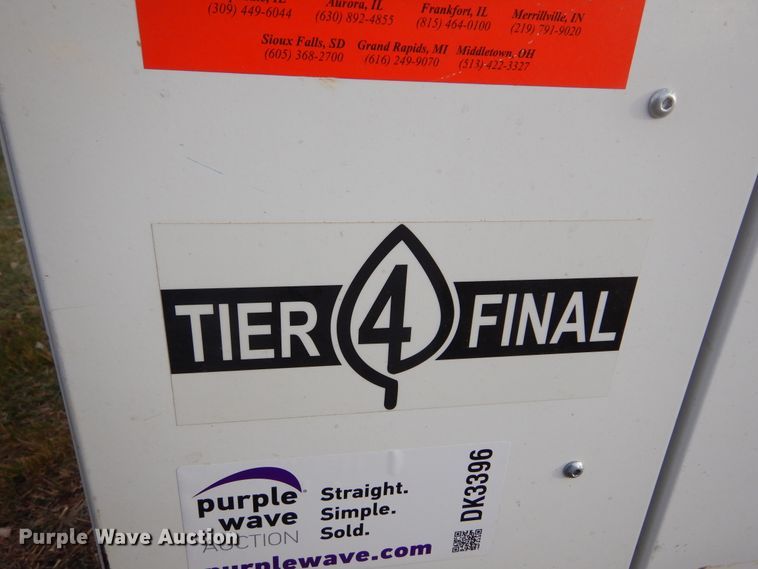 Aurora, IL
Frankfort, IL
Merrillville, IN
(309) 449-6044
(630) 892-4855
(815) 464-0100
(219) 791-9020
Sioux Falls, SD
Grand Rapids, MI
Middletown, OH
(605) 368-2700
(616) 249-9070
(513) 422-3327
TIER 4 FINAL
purple
wave
AUCTION
Straight.
Simple.
Sold.
DK3396
purplewave.com
Purple Wave Auction